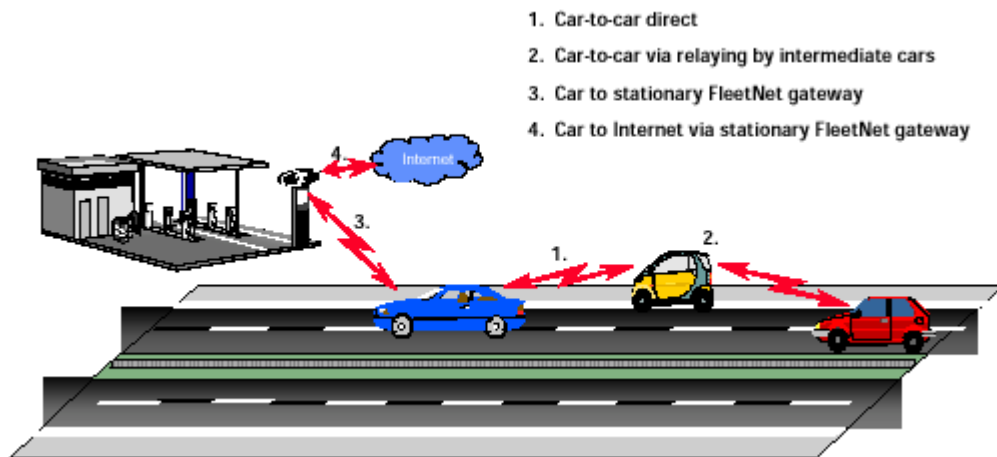 1. Car-to-car direct
2. Car-to-car via relaying by intermediate cars
3. Car to stationary FleetNet gateway
4. Car to Internet via stationary FleetNet gateway
4.
Internet
3.
1.
2.